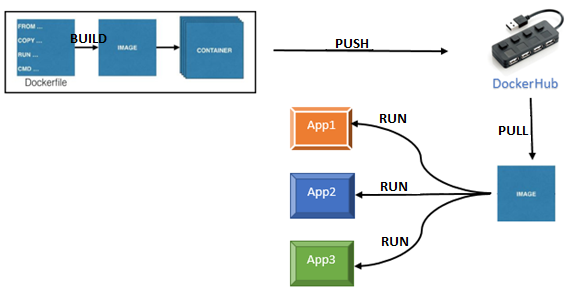 FROM ...
COPY ...
RUN ...
CMD ...
Dockerfile
BUILD
IMAGE
CONTAINER
PUSH
DockerHub
PULL
IMAGE
RUN
App1
RUN
App2
RUN
App3